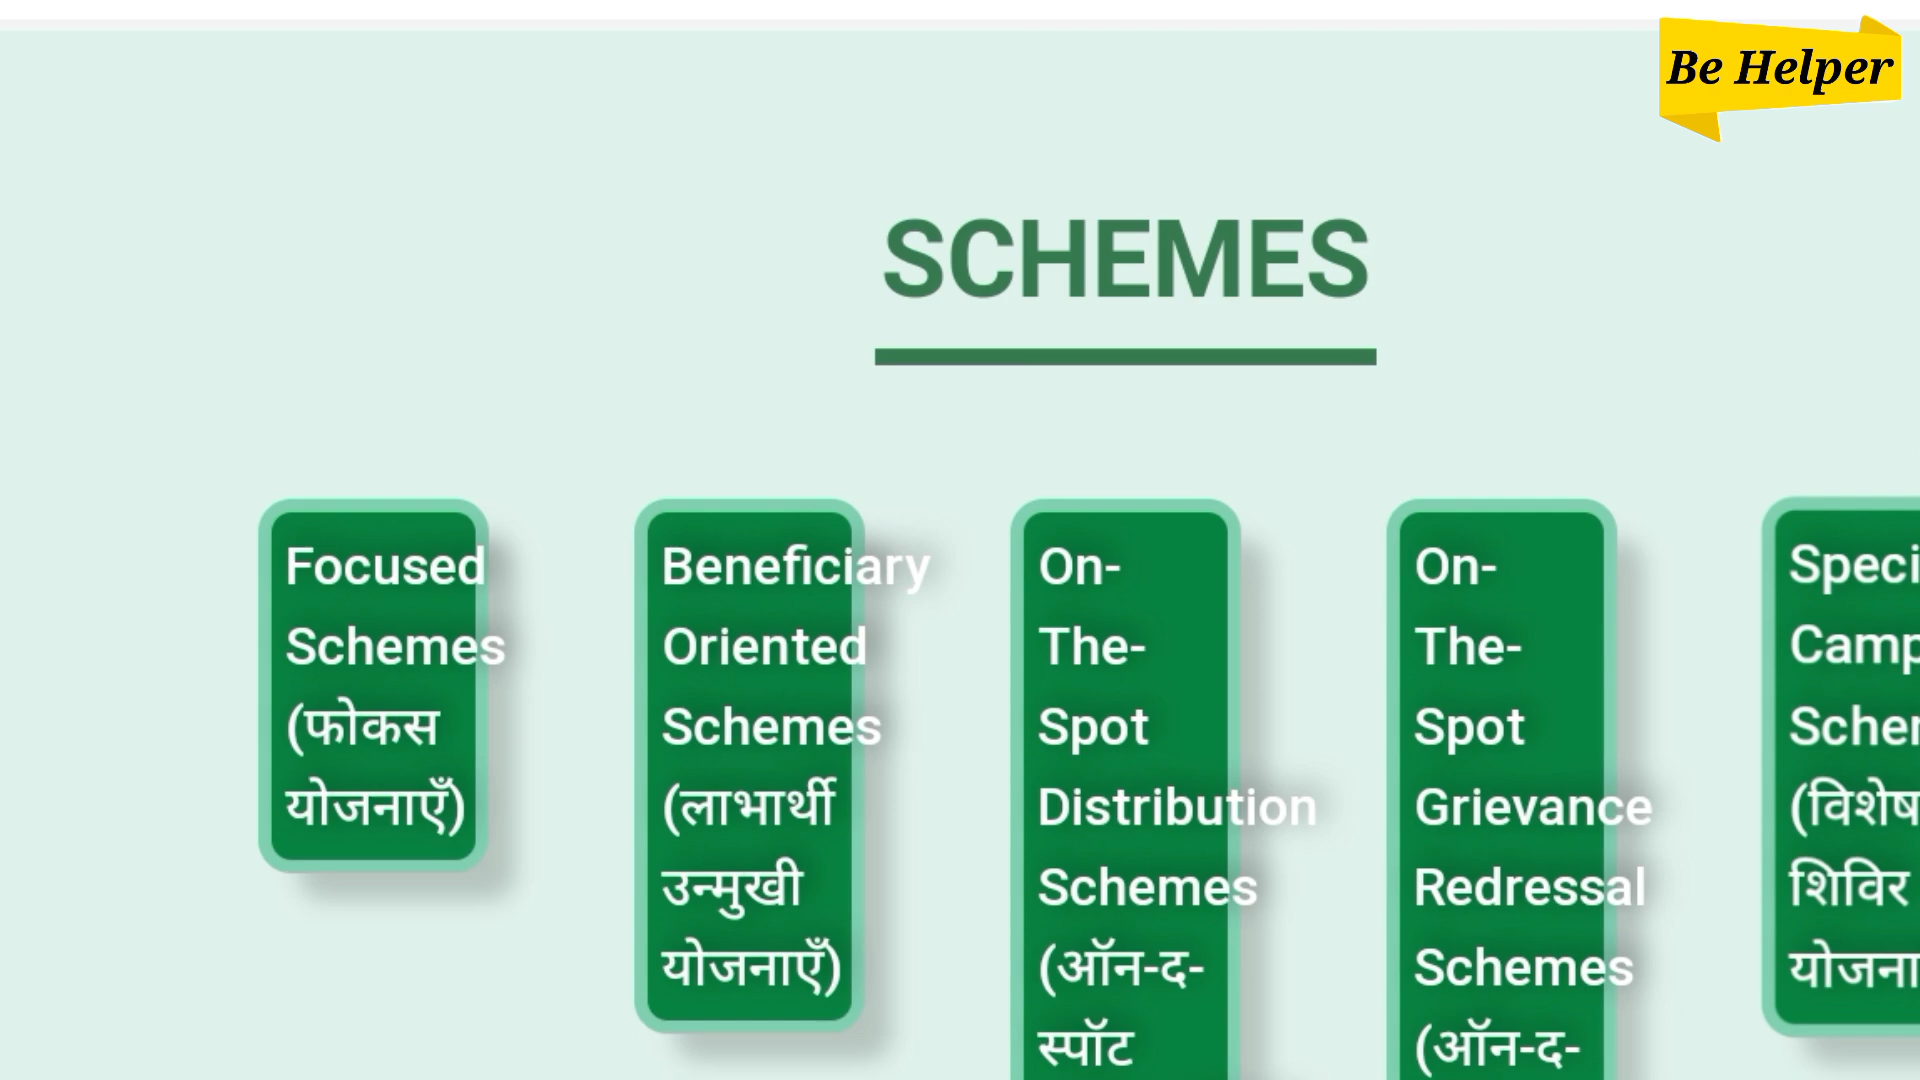 Be Helper
SCHEMES
Focused
Schemes
(फोकस
योजनाएँ)
Beneficiary
Oriented
Schemes
(लाभार्थी
उन्मुखी
योजनाएँ)
On-
The-
Spot
Distribution
Schemes
(ऑन-द-
स्पॉट
On-
The-
Spot
Grievance
Redressal
Schemes
(ऑन-द-
(विशेष
शिविर